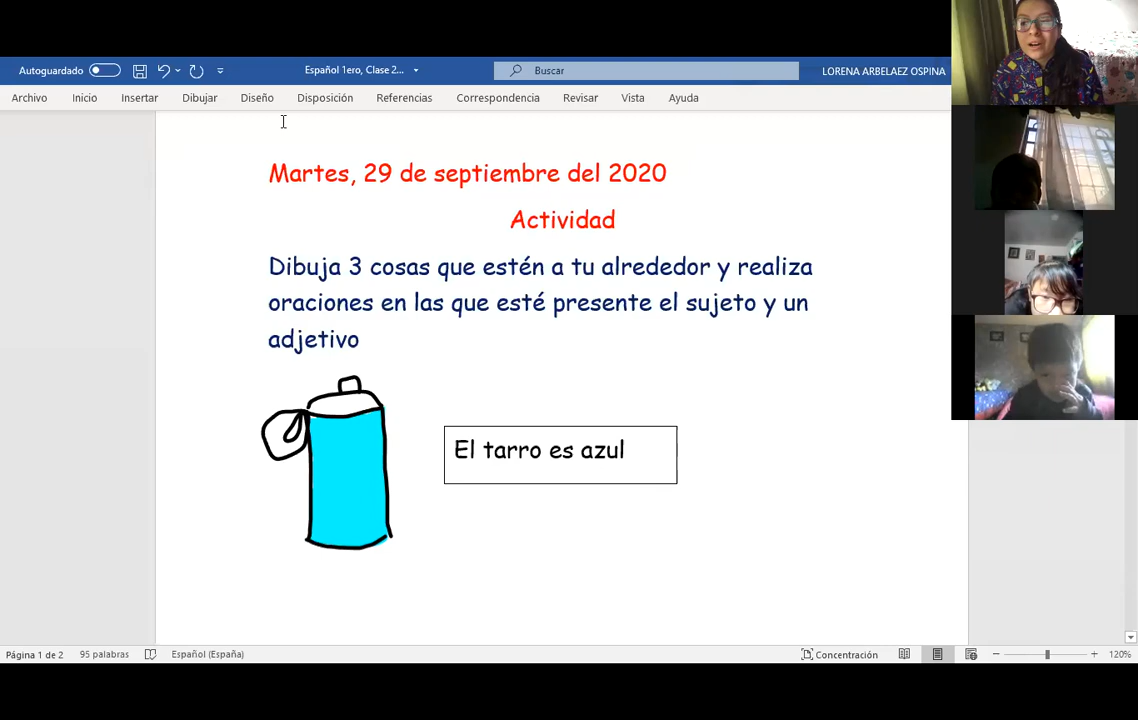 Autoguardado
Español 1ero, Clase 2...
Buscar
LORENA ARBELAEZ OSPINA
Archivo Inicio Insertar Dibujar Diseño Disposición Referencias Correspondencia Revisar Vista Ayuda
Martes, 29 de septiembre del 2020
Actividad
Dibuja 3 cosas que estén a tu alrededor y realiza
oraciones en las que esté presente el sujeto y un
adjetivo
El tarro es azul
Página 1 de 2 95 palabras Español (España) Concentración 120%